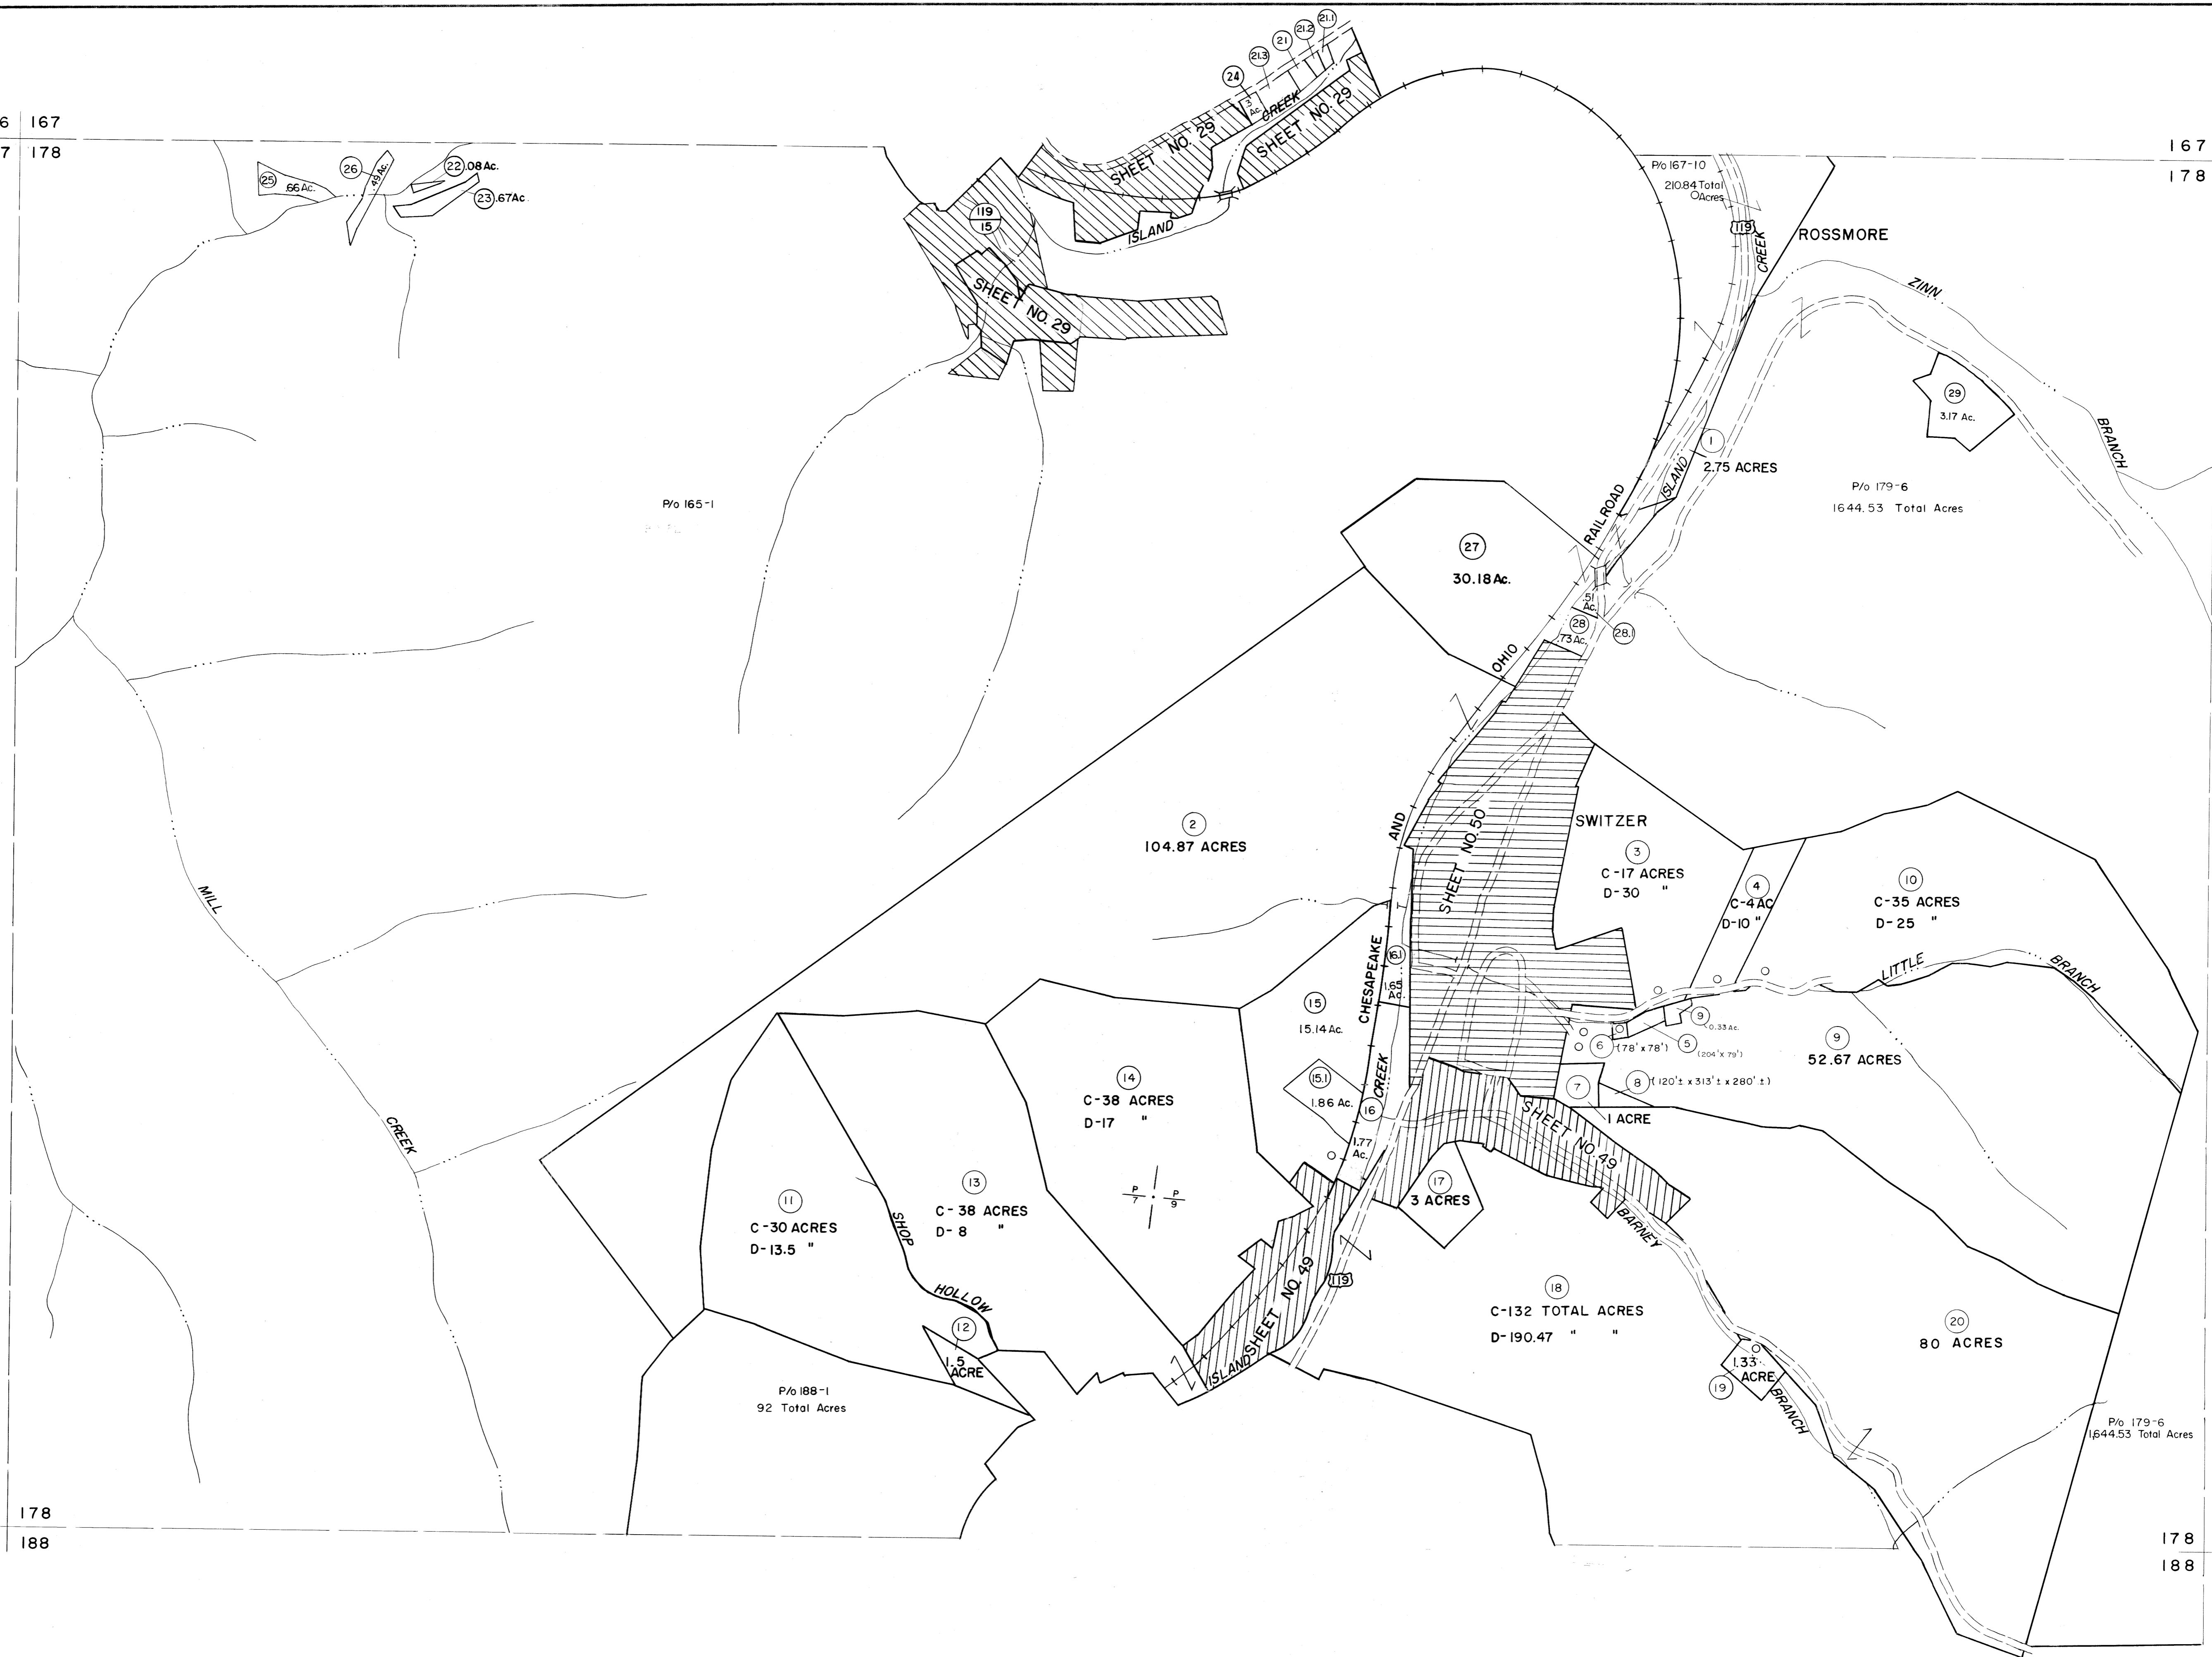 21.1
21.2
21
21.3
24
3
Ac.
CREEK
SHEET NO. 29
SHEET NO. 29
6 167
7 178
167
178
25 .66 Ac.
26
.49 Ac.
22 .08 Ac.
23 .67 Ac.
119
15
ISLAND
SHEET NO. 29
P/o 167-10
210.84 Total
Acres
119
CREEK
ROSSMORE
ZINN
BRANCH
29
3.17 Ac.
1
2.75 ACRES
ISLAND
P/o 179-6
1644.53 Total Acres
P/o 165-1
RAILROAD
27
30.18 Ac.
.51
Ac.
28
28.1
.73 Ac.
OHIO
AND
CHESAPEAKE
SHEET NO. 50
SWITZER
2
104.87 ACRES
3
C-17 ACRES
D-30 "
4
C-4 AC
D-10 "
10
C-35 ACRES
D-25 "
MILL
CREEK
LITTLE
BRANCH
16.1
1.65
Ac.
15
15.14 Ac.
9
0.33 Ac.
6 (78' x 78')
5
(204' x 79')
9
52.67 ACRES
14
C-38 ACRES
D-17 "
15.1
1.86 Ac.
CREEK
16
1.77
Ac.
7
1 ACRE
8 (120'± x 313'± x 280'±)
SHEET NO. 49
11
C-30 ACRES
D-13.5 "
13
C-38 ACRES
D-8 "
SHOP
HOLLOW
P P
7 9
17
3 ACRES
BARNEY
BRANCH
119
SHEET NO. 49
ISLAND
18
C-132 TOTAL ACRES
D-190.47 " "
20
80 ACRES
12
1.5
ACRE
1.33
ACRE
19
P/o 188-1
92 Total Acres
P/o 179-6
1,644.53 Total Acres
178
188
178
188